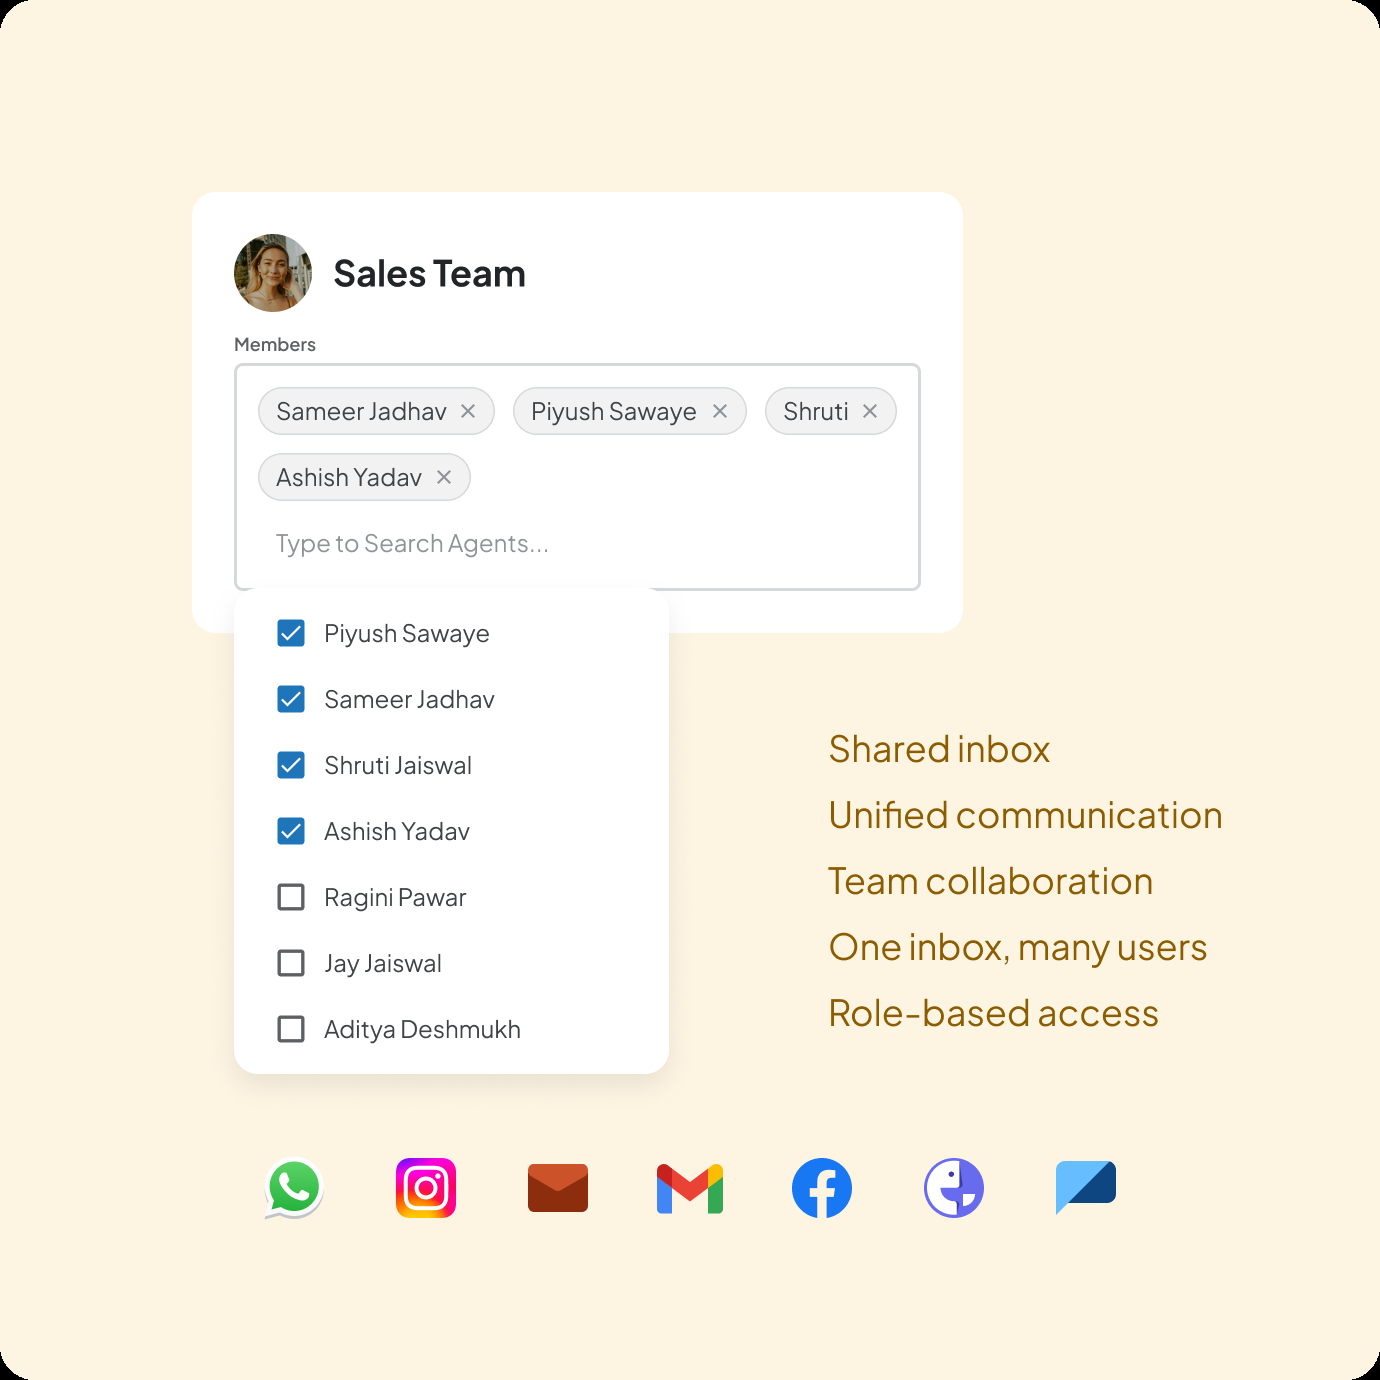 Sales Team
Members
Sameer Jadhav
Piyush Sawaye
Shruti
Ashish Yadav
Type to Search Agents...
Piyush Sawaye
Sameer Jadhav
Shruti Jaiswal
Ashish Yadav
Ragini Pawar
Jay Jaiswal
Aditya Deshmukh
Shared inbox
Unified communication
Team collaboration
One inbox, many users
Role-based access